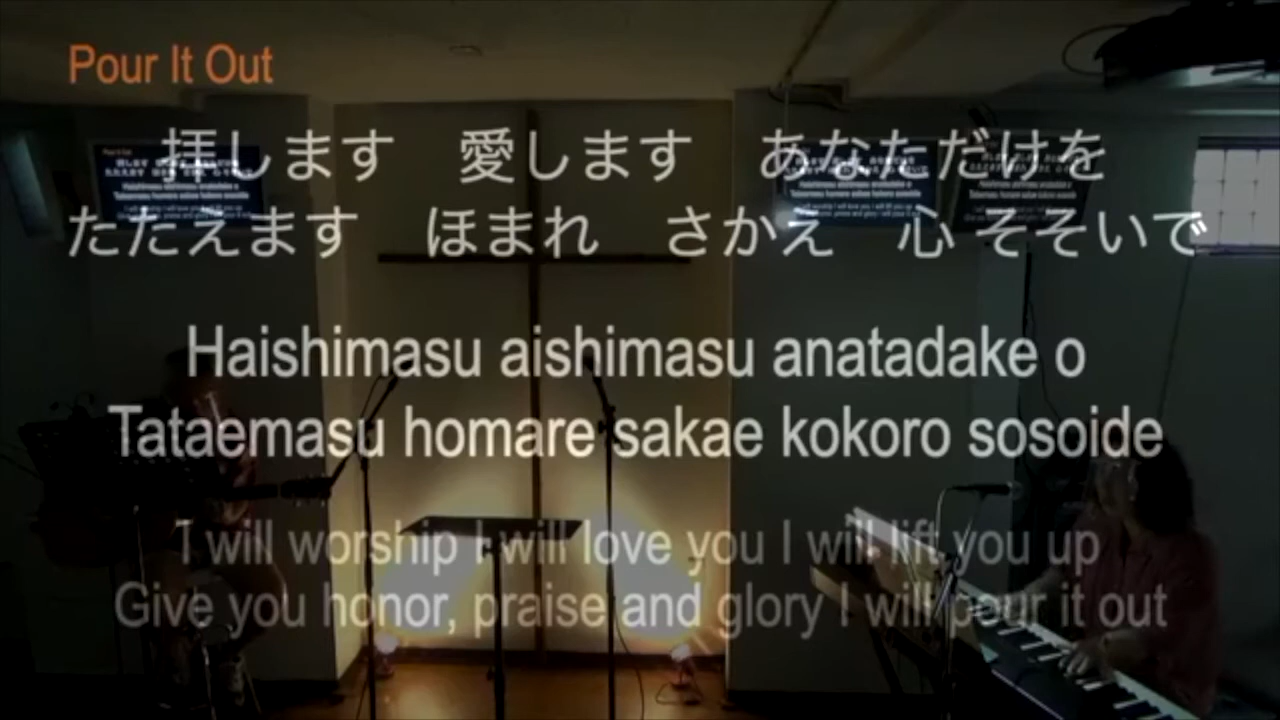 Pour It Out
拝します　愛します　あなただけを
たたえます　ほまれ　さかえ　心 そそいで
Haishimasu aishimasu anatadake o
Tataemasu homare sakae kokoro sosoide
I will worship I will love you I will lift you up
Give you honor, praise and glory I will pour it out